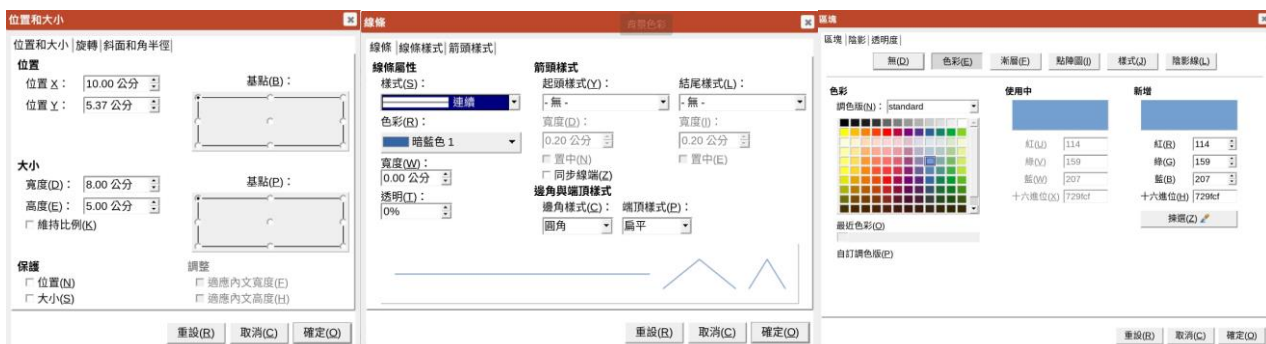 位置和大小
位置和大小 旋轉 斜面和角半徑
位置
位置 X： 10.00 公分
基點(B)：
位置 Y： 5.37 公分
大小
寬度(D)： 8.00 公分
基點(P)：
高度(E)： 5.00 公分
維持比例(K)
保護
調整
位置(N)
適應內文寬度(F)
大小(S)
適應內文高度(H)
重設(R) 取消(C) 確定(O)
線條
背景色彩
線條 線條樣式 箭頭樣式
線條屬性
樣式(S)：
連續
色彩(R)：
暗藍色 1
寬度(W)：
0.00 公分
透明(T)：
0%
箭頭樣式
起頭樣式(Y)： 結尾樣式(L)：
- 無 - - 無 -
寬度(D)： 寬度(I)：
0.20 公分 0.20 公分
置中(N) 置中(E)
同步線端(Z)
邊角與端頂樣式
邊角樣式(C)： 端頂樣式(P)：
圓角 扁平
重設(R) 取消(C) 確定(O)
區塊
區塊 陰影 透明度
無(D) 色彩(E) 漸層(F) 點陣圖(I) 樣式(J) 陰影線(L)
色彩
調色版(N)： standard
最近色彩(O)
自訂調色版(P)
使用中
紅(U) 114
綠(V) 159
藍(W) 207
十六進位(X) 729fcf
新增
紅(R) 114
綠(G) 159
藍(B) 207
十六進位(H) 729fcf
揀選(Z)
重設(R) 取消(C) 確定(O)